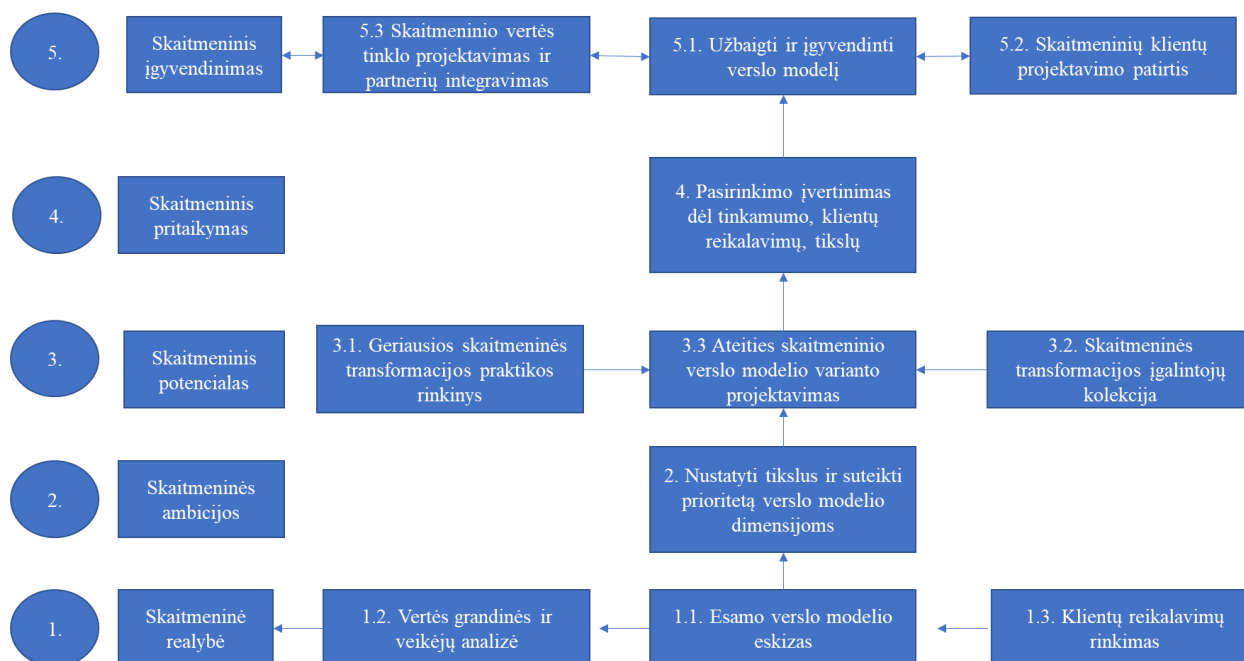 5.
Skaitmeninis
įgyvendinimas
5.3 Skaitmeninio vertės
tinklo projektavimas ir
partnerių integravimas
5.1. Užbaigti ir įgyvendinti
verslo modelį
5.2. Skaitmeninių klientų
projektavimo patirtis
4.
Skaitmeninis
pritaikymas
4. Pasirinkimo įvertinimas
dėl tinkamumo, klientų
reikalavimų, tikslų
3.
Skaitmeninis
potencialas
3.1. Geriausios skaitmeninės
transformacijos praktikos
rinkinys
3.3 Ateities skaitmeninio
verslo modelio varianto
projektavimas
3.2. Skaitmeninės
transformacijos įgalintojų
kolekcija
2.
Skaitmeninės
ambicijos
2. Nustatyti tikslus ir suteikti
prioritetą verslo modelio
dimensijoms
1.
Skaitmeninė
realybė
1.2. Vertės grandinės ir
veikėjų analizė
1.1. Esamo verslo modelio
eskizas
1.3. Klientų reikalavimų
rinkimas